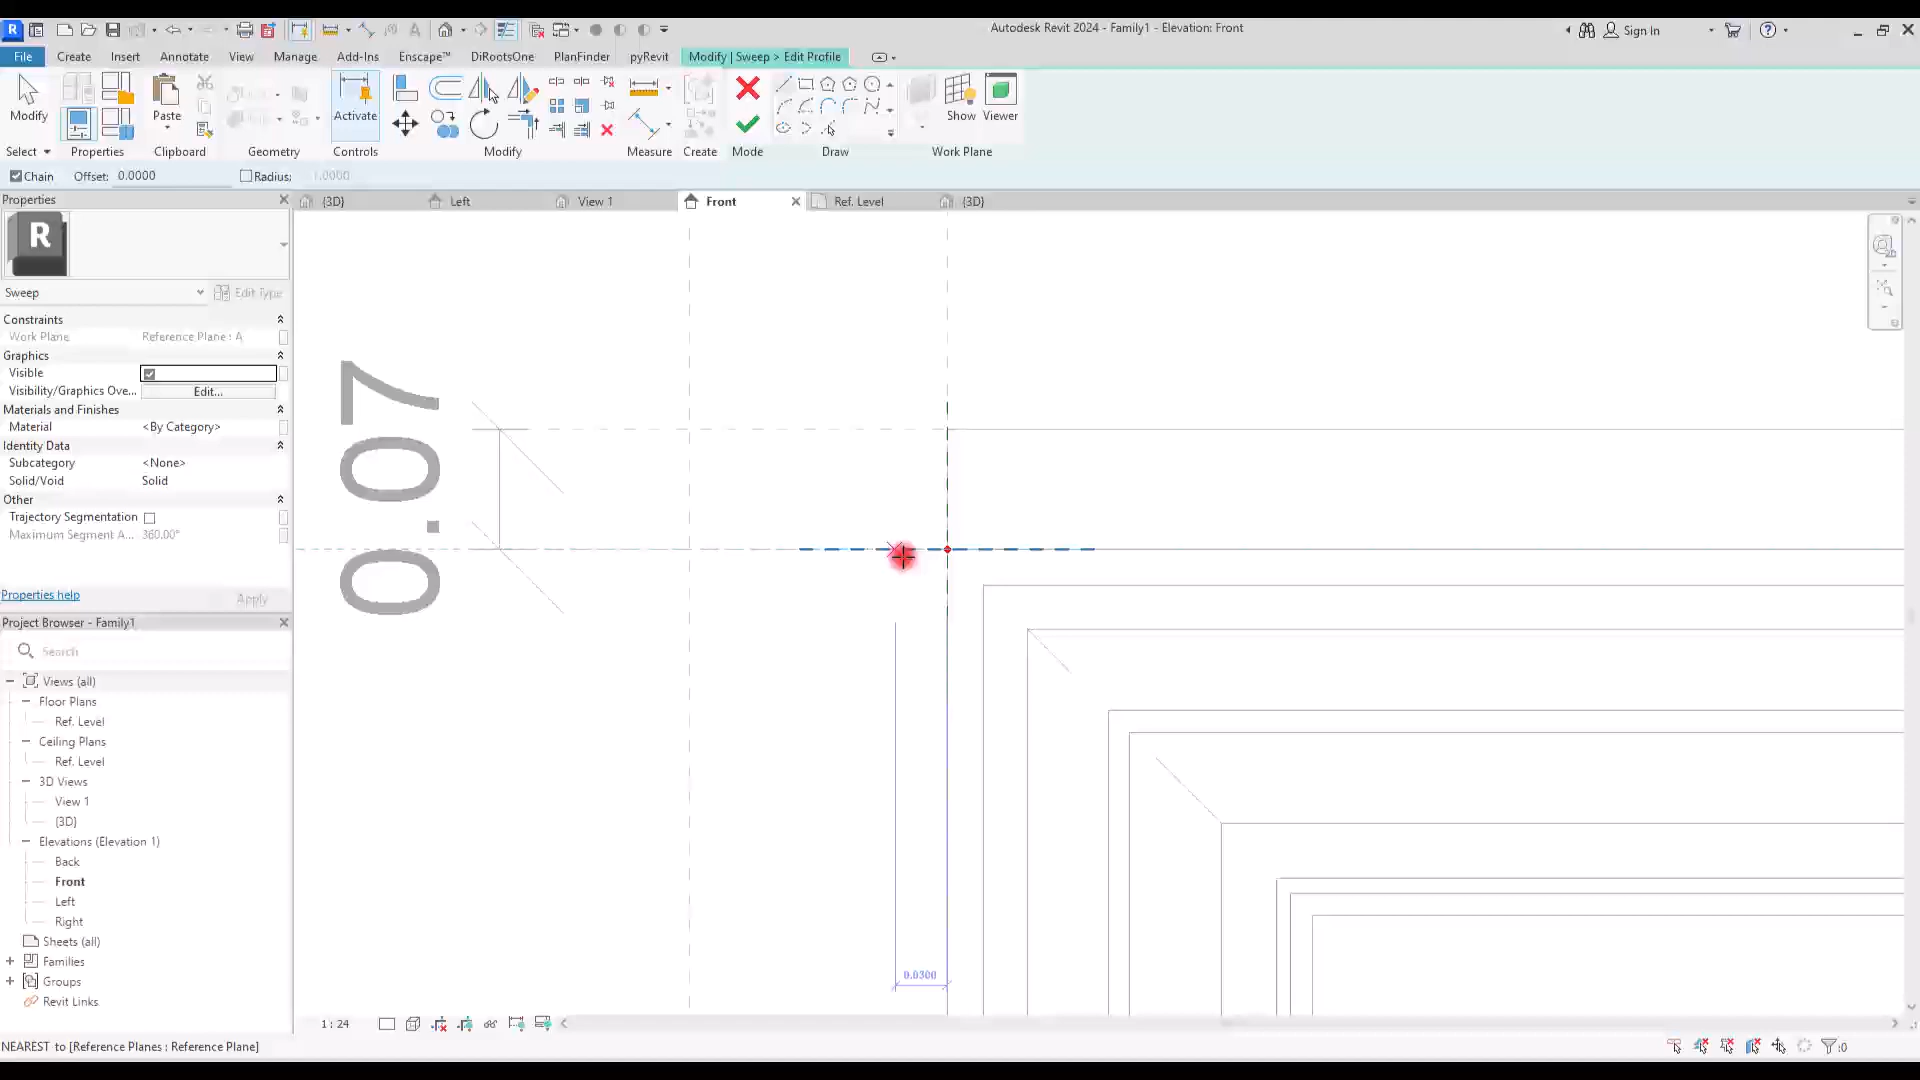 R
Autodesk Revit 2024 - Family1 - Elevation: Front
Sign In
File Create Insert Annotate View Manage Add-Ins Enscape™ DiRootsOne PlanFinder pyRevit Modify | Sweep > Edit Profile
Modify Paste Activate Show Viewer
Select Properties Clipboard Geometry Controls Modify Measure Create Mode Draw Work Plane
Chain Offset: 0.0000 Radius: 1.0000
Properties
{3D} Left View 1 Front Ref. Level {3D}
R
Sweep Edit Type
Constraints
Work Plane Reference Plane : A
Graphics
Visible
Visibility/Graphics Ove... Edit...
Materials and Finishes
Material <By Category>
Identity Data
Subcategory <None>
Solid/Void Solid
Other
Trajectory Segmentation
Maximum Segment A... 360.00°
Properties help Apply
Project Browser - Family1
Search
Views (all)
Floor Plans
Ref. Level
Ceiling Plans
Ref. Level
3D Views
View 1
{3D}
Elevations (Elevation 1)
Back
Front
Left
Right
Sheets (all)
Families
Groups
Revit Links
0.07
0.0300
1 : 24
NEAREST to [Reference Planes : Reference Plane]
:0